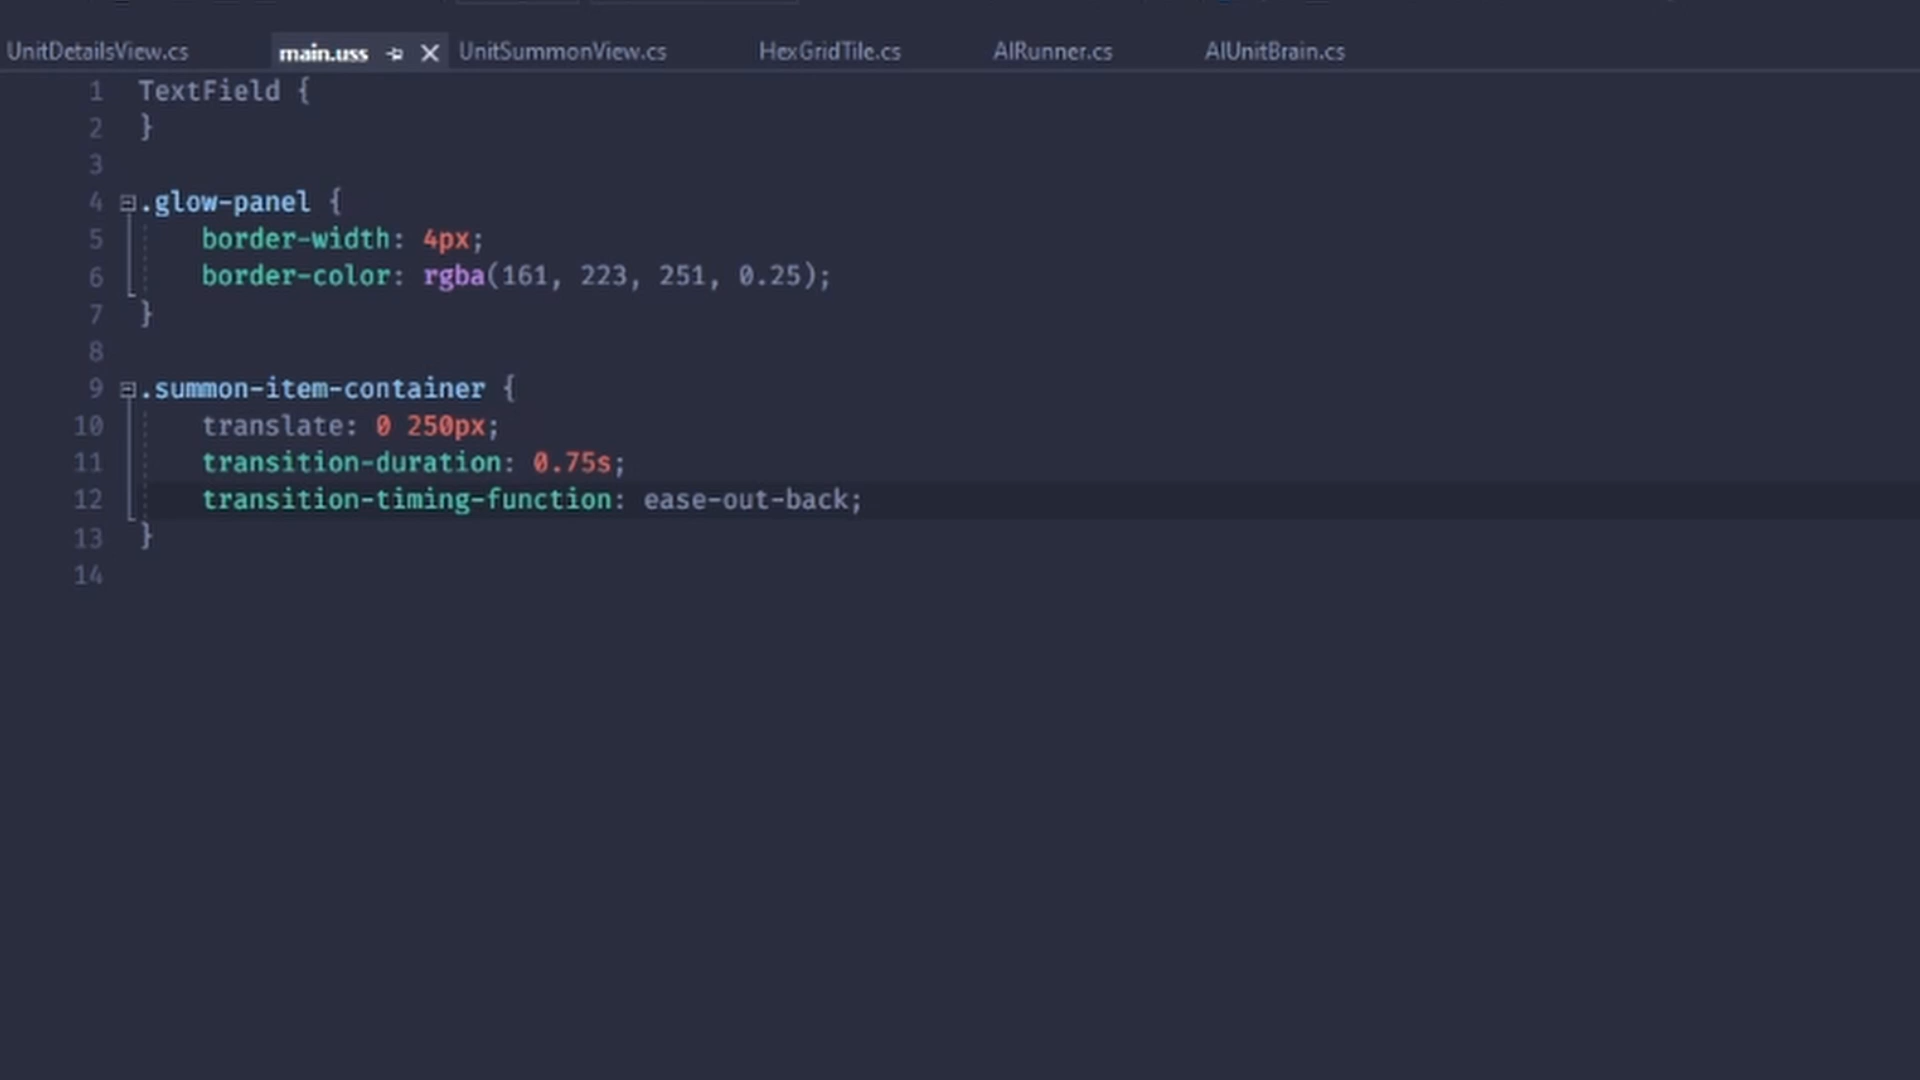 UnitDetailsView.cs main.uss UnitSummonView.cs HexGridTile.cs AIRunner.cs AIUnitBrain.cs
1 TextField {
2 }
3
4 .glow-panel {
5 border-width: 4px;
6 border-color: rgba(161, 223, 251, 0.25);
7 }
8
9 .summon-item-container {
10 translate: 0 250px;
11 transition-duration: 0.75s;
12 transition-timing-function: ease-out-back;
13 }
14